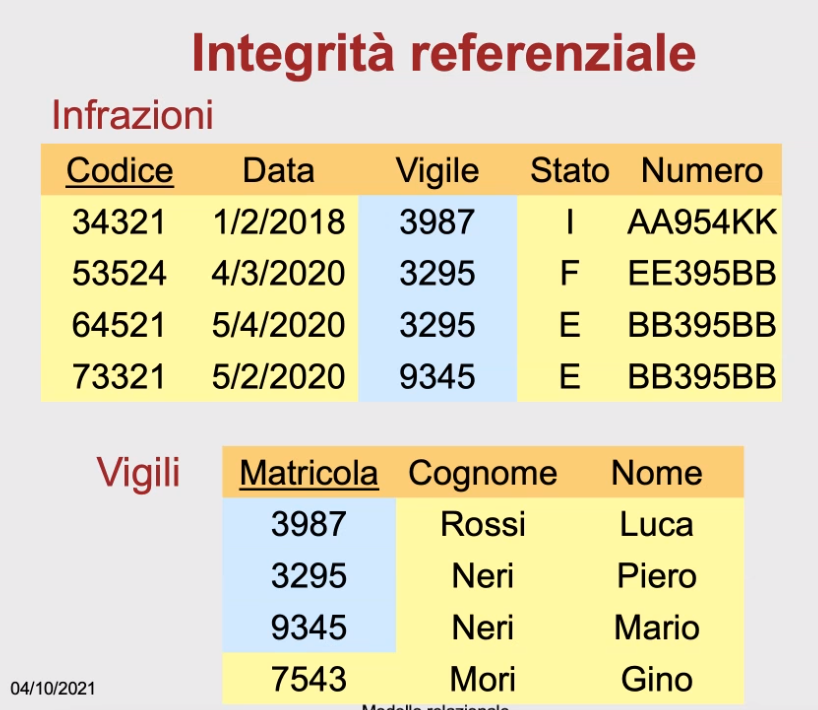 Integrità referenziale
Infrazioni
Codice Data Vigile Stato Numero
34321 1/2/2018 3987 I AA954KK
53524 4/3/2020 3295 F EE395BB
64521 5/4/2020 3295 E BB395BB
73321 5/2/2020 9345 E BB395BB
Vigili
Matricola Cognome Nome
3987 Rossi Luca
3295 Neri Piero
9345 Neri Mario
7543 Mori Gino
04/10/2021
Modello relazionale